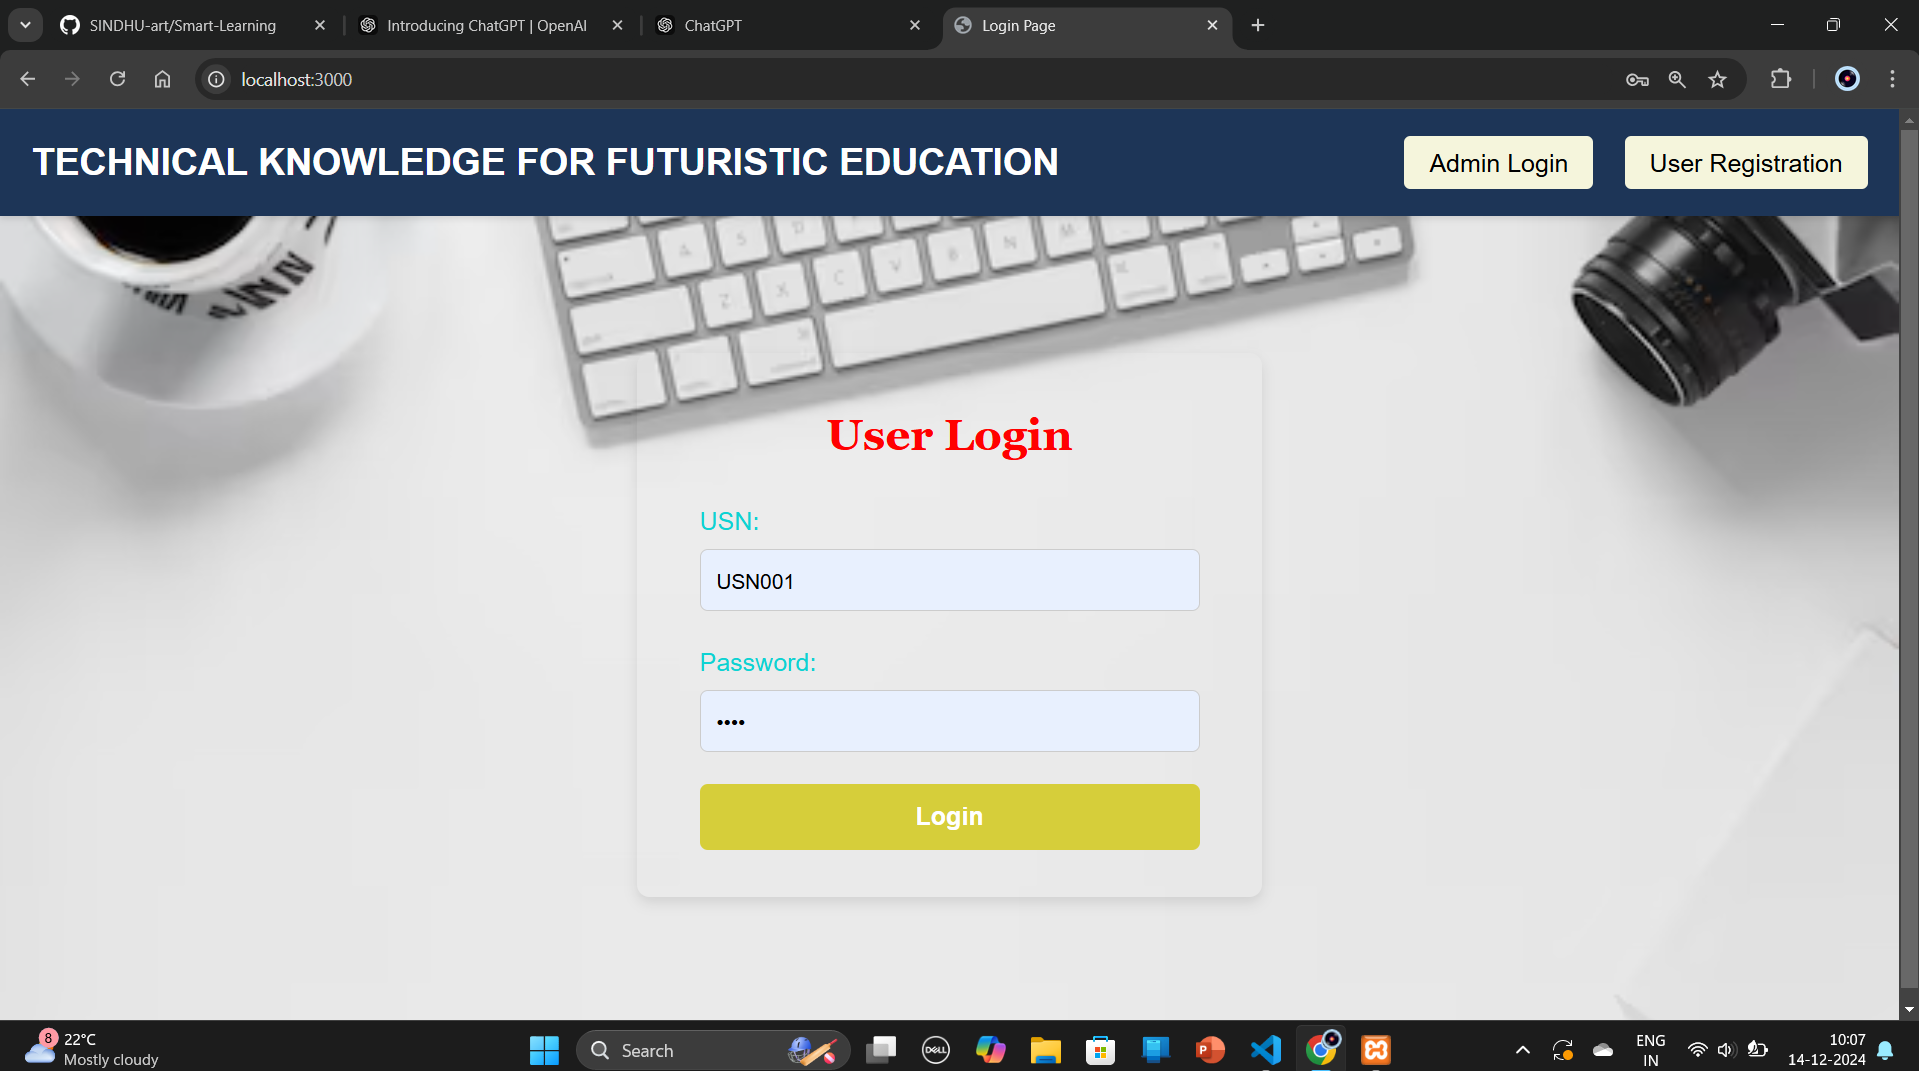 SINDHU-art/Smart-Learning
Introducing ChatGPT | OpenAI
ChatGPT
Login Page
localhost:3000
TECHNICAL KNOWLEDGE FOR FUTURISTIC EDUCATION
Admin Login
User Registration
A S D
Z X C V B N M
User Login
USN:
USN001
Password:
••••
Login
8
22°C
Mostly cloudy
Search
DELL
P
ENG
IN
10:07
14-12-2024